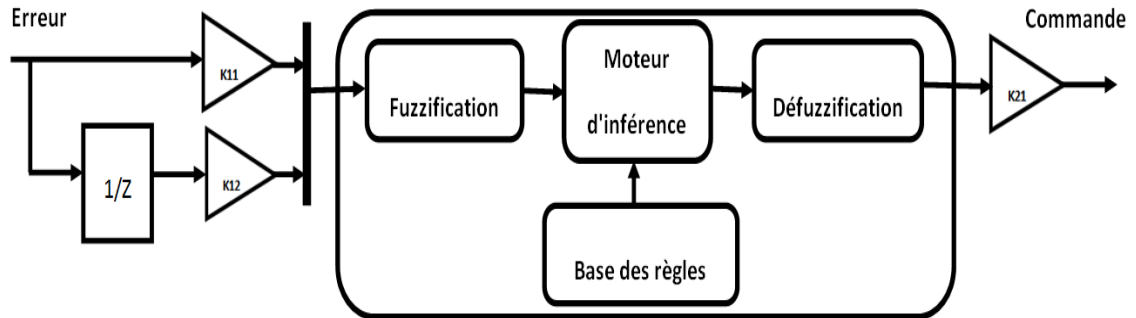 Erreur
Commande
K11
K12
1/Z
Fuzzification
Moteur
d'inférence
Défuzzification
Base des règles
K21